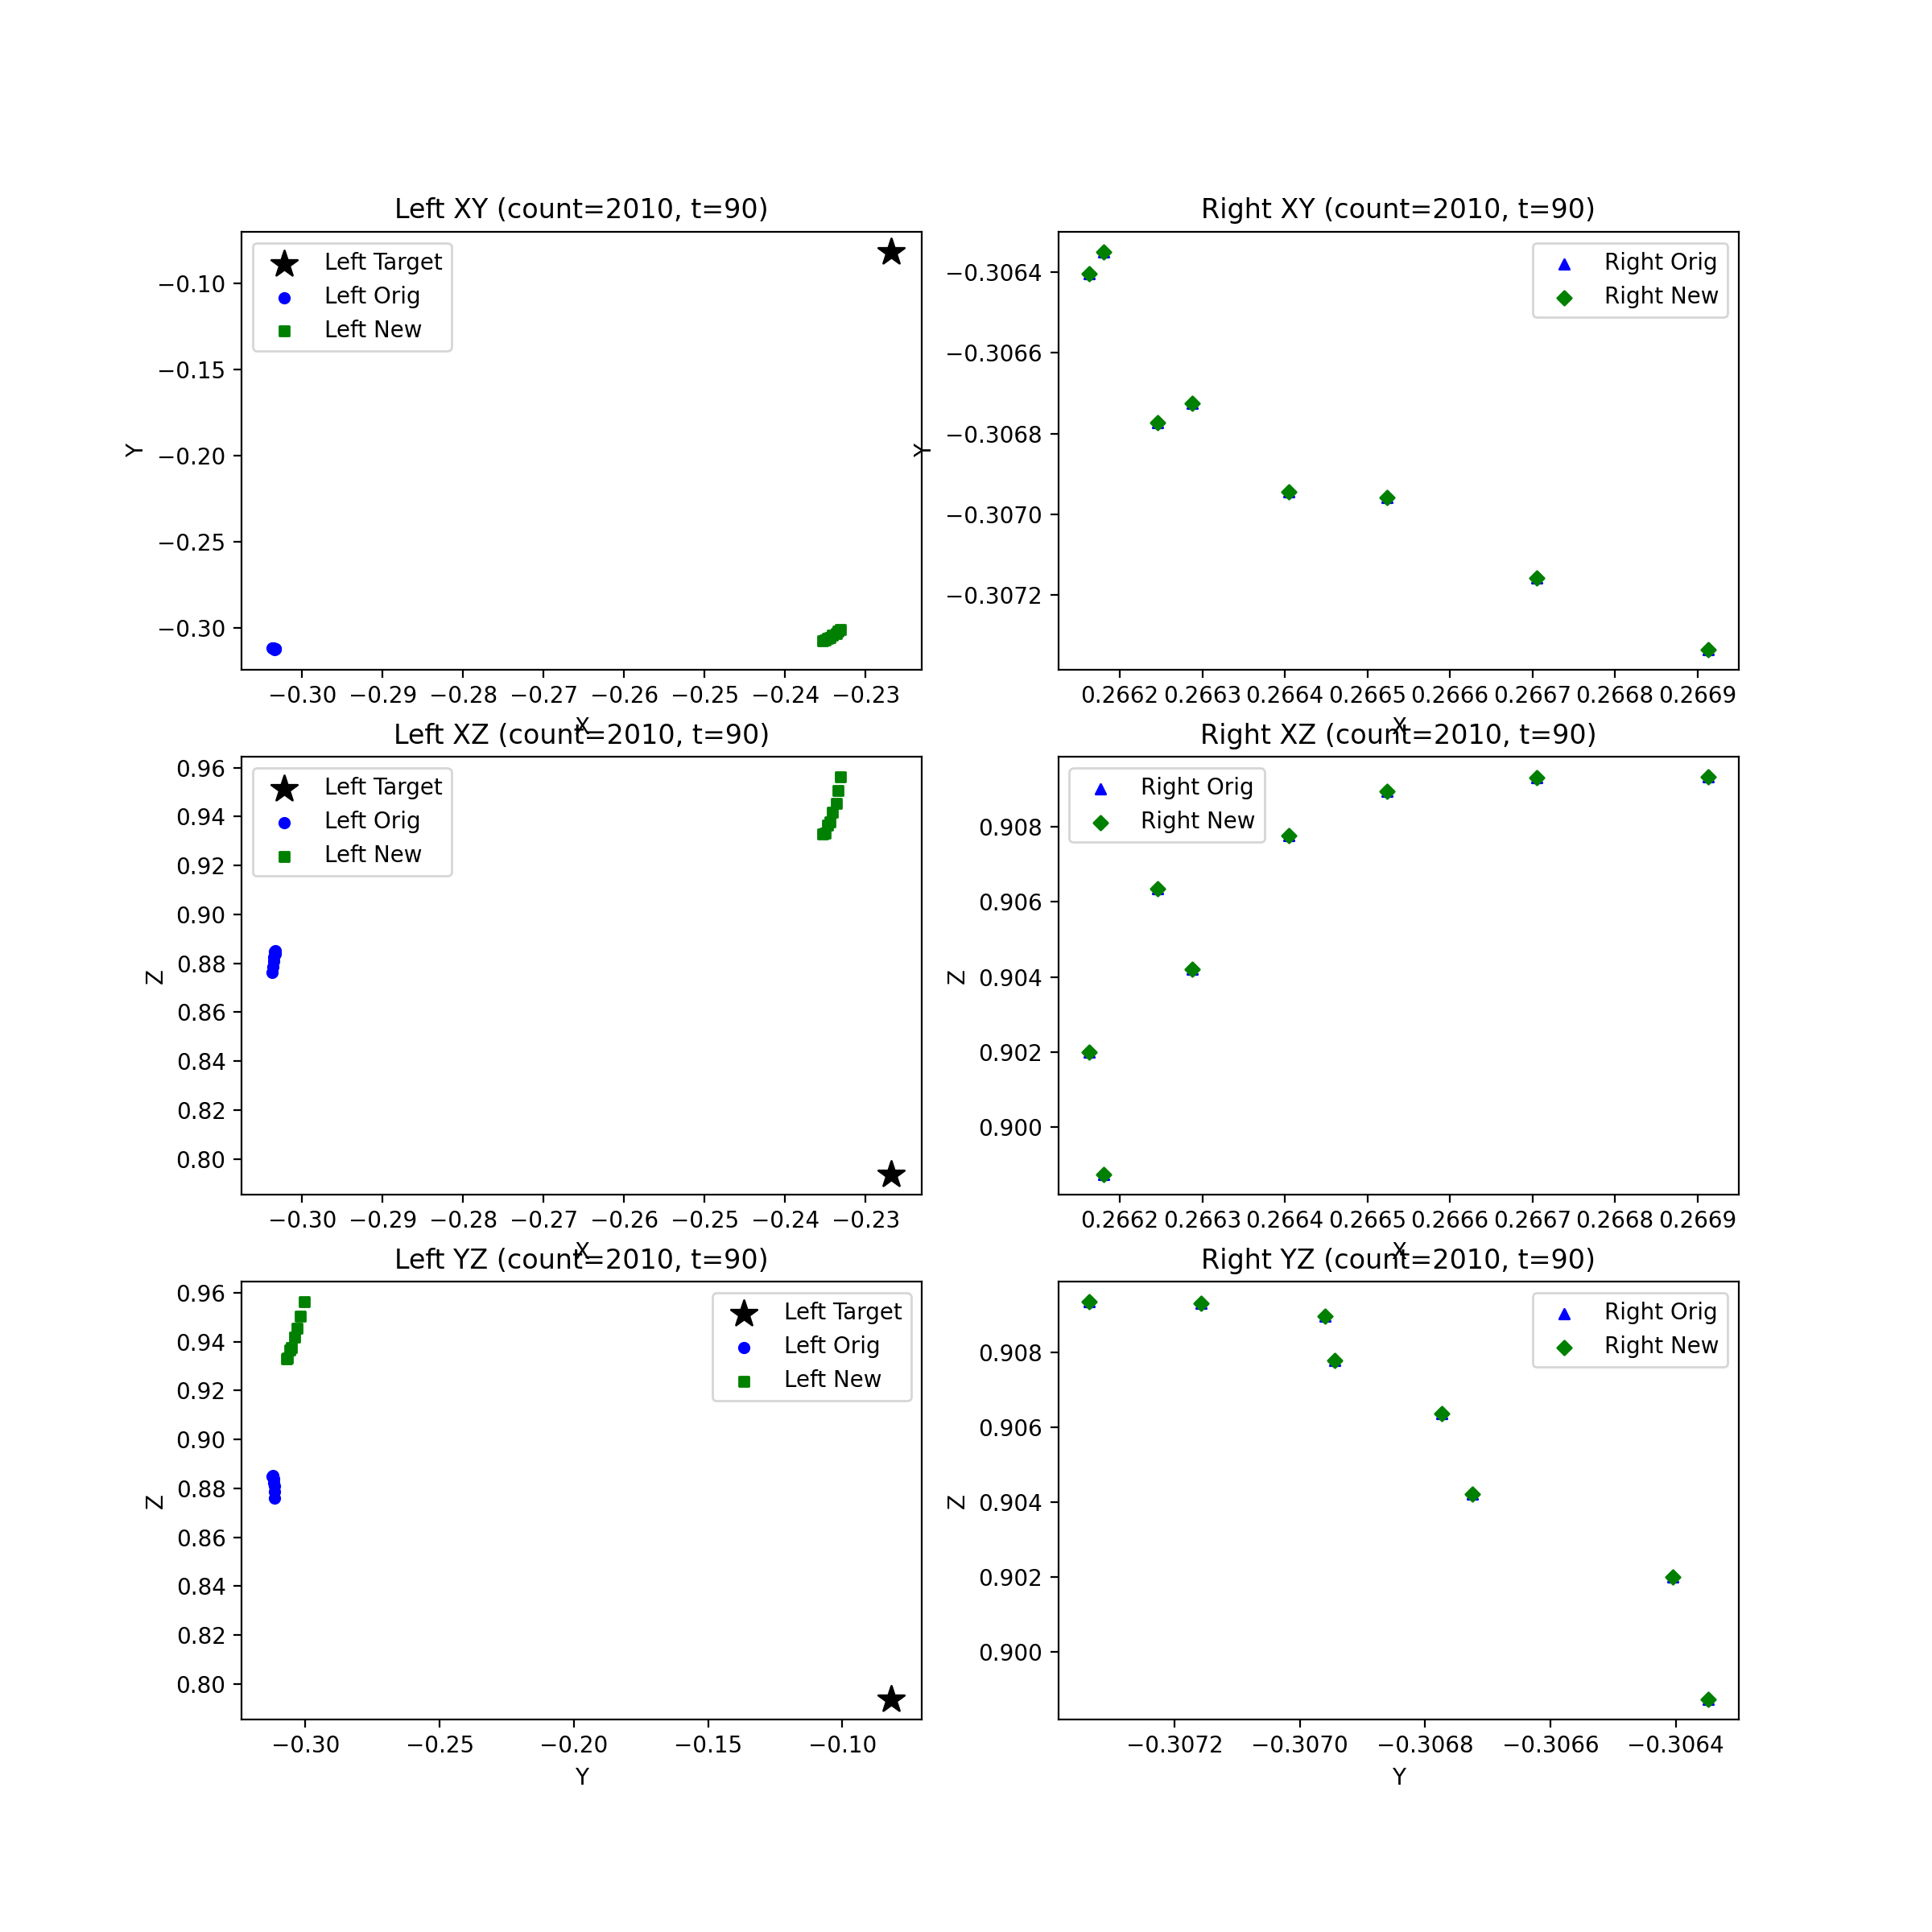 Left XY (count=2010, t=90)
Left Target
Left Orig
Left New
−0.10
−0.15
−0.20
−0.25
−0.30
Y
−0.30 −0.29 −0.28 −0.27 −0.26 −0.25 −0.24 −0.23
X
Right XY (count=2010, t=90)
Right Orig
Right New
−0.3064
−0.3066
−0.3068
−0.3070
−0.3072
Y
0.2662 0.2663 0.2664 0.2665 0.2666 0.2667 0.2668 0.2669
X
Left XZ (count=2010, t=90)
Left Target
Left Orig
Left New
0.96
0.94
0.92
0.90
0.88
0.86
0.84
0.82
0.80
Z
−0.30 −0.29 −0.28 −0.27 −0.26 −0.25 −0.24 −0.23
X
Right XZ (count=2010, t=90)
Right Orig
Right New
0.908
0.906
0.904
0.902
0.900
Z
0.2662 0.2663 0.2664 0.2665 0.2666 0.2667 0.2668 0.2669
X
Left YZ (count=2010, t=90)
Left Target
Left Orig
Left New
0.96
0.94
0.92
0.90
0.88
0.86
0.84
0.82
0.80
Z
−0.30 −0.25 −0.20 −0.15 −0.10
Y
Right YZ (count=2010, t=90)
Right Orig
Right New
0.908
0.906
0.904
0.902
0.900
Z
−0.3072 −0.3070 −0.3068 −0.3066 −0.3064
Y